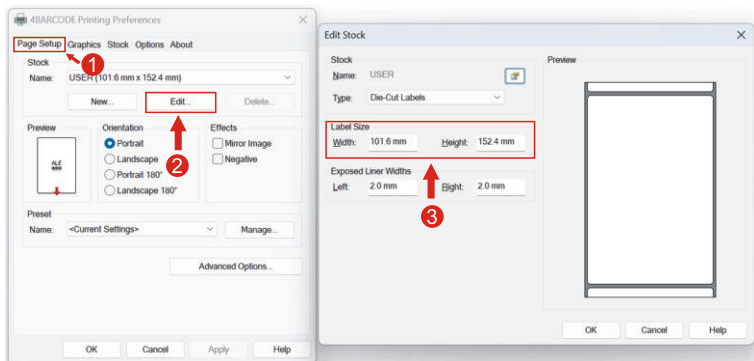 4BARCODE Printing Preferences
Page Setup Graphics Stock Options About
1
Stock
Name: USER (101.6 mm x 152.4 mm)
New... Edit... Delete...
2
Preview
ALE
Orientation
Portrait
Landscape
Portrait 180°
Landscape 180°
Effects
Mirror Image
Negative
Preset
Name: <Current Settings> Manage...
Advanced Options...
OK Cancel Apply Help
Edit Stock
Stock
Name: USER
Type: Die-Cut Labels
Label Size
Width: 101.6 mm Height: 152.4 mm
Exposed Liner Widths
Left: 2.0 mm Right: 2.0 mm
3
Preview
OK Cancel Help